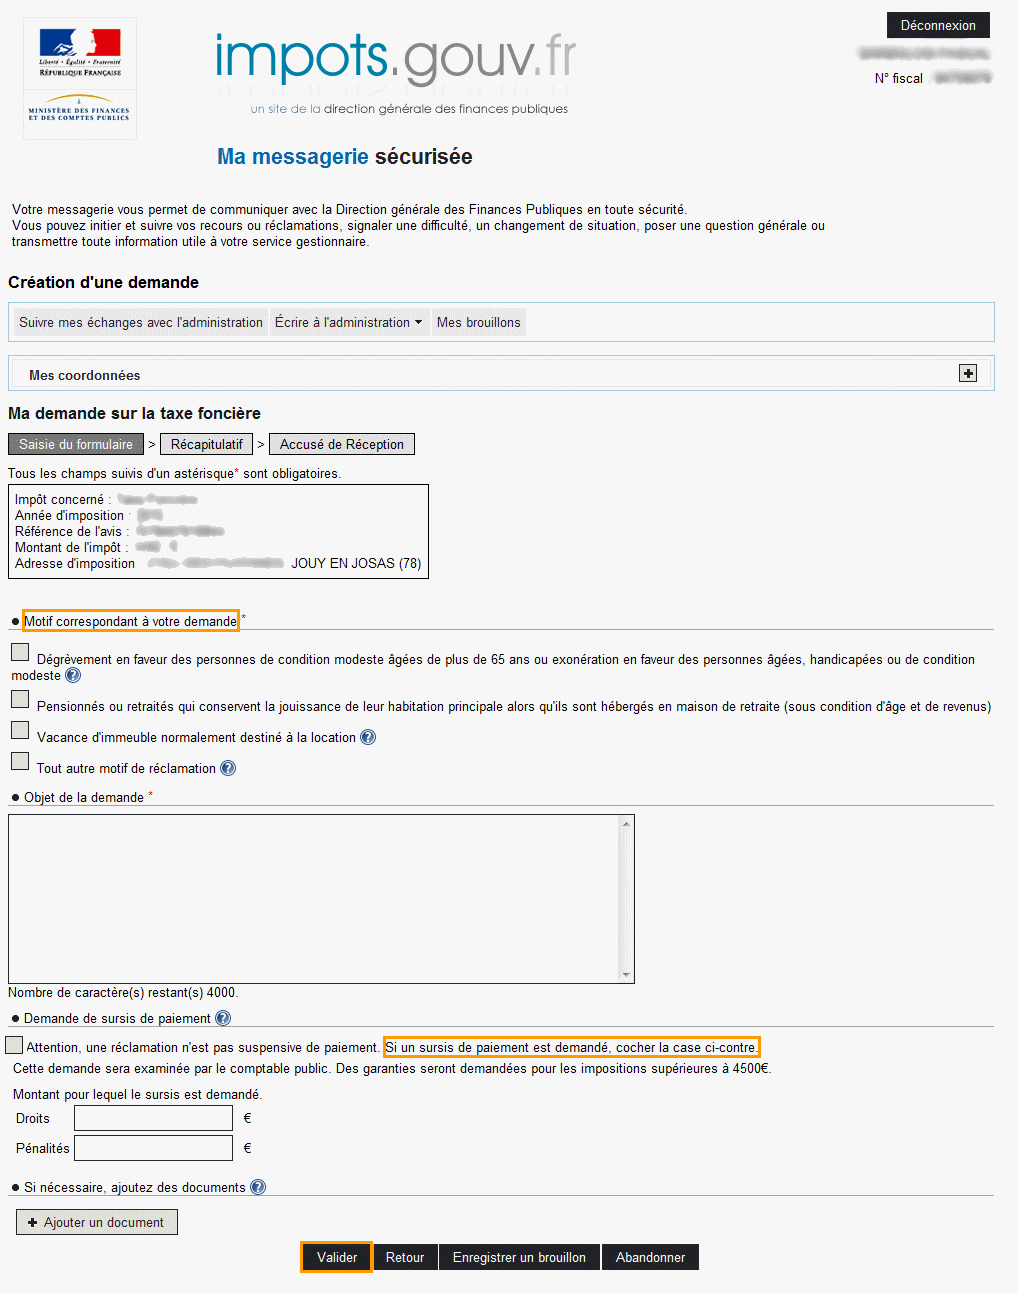 Déconnexion
Liberté • Égalité • Fraternité
RÉPUBLIQUE FRANÇAISE
MINISTÈRE DES FINANCES
ET DES COMPTES PUBLICS
impots.gouv.fr
un site de la direction générale des finances publiques
N° fiscal
Ma messagerie sécurisée
Votre messagerie vous permet de communiquer avec la Direction générale des Finances Publiques en toute sécurité.
Vous pouvez initier et suivre vos recours ou réclamations, signaler une difficulté, un changement de situation, poser une question générale ou
transmettre toute information utile à votre service gestionnaire.
Création d'une demande
Suivre mes échanges avec l'administration Écrire à l'administration Mes brouillons
Mes coordonnées
Ma demande sur la taxe foncière
Saisie du formulaire > Récapitulatif > Accusé de Réception
Tous les champs suivis d'un astérisque* sont obligatoires.
Impôt concerné :
Année d'imposition :
Référence de l'avis :
Montant de l'impôt :
Adresse d'imposition JOUY EN JOSAS (78)
● Motif correspondant à votre demande *
Dégrèvement en faveur des personnes de condition modeste âgées de plus de 65 ans ou exonération en faveur des personnes âgées, handicapées ou de condition
modeste ?
Pensionnés ou retraités qui conservent la jouissance de leur habitation principale alors qu'ils sont hébergés en maison de retraite (sous condition d'âge et de revenus)
Vacance d'immeuble normalement destiné à la location ?
Tout autre motif de réclamation ?
● Objet de la demande *
Nombre de caractère(s) restant(s) 4000.
● Demande de sursis de paiement ?
Attention, une réclamation n'est pas suspensive de paiement. Si un sursis de paiement est demandé, cocher la case ci-contre.
Cette demande sera examinée par le comptable public. Des garanties seront demandées pour les impositions supérieures à 4500€.
Montant pour lequel le sursis est demandé.
Droits €
Pénalités €
● Si nécessaire, ajoutez des documents ?
+ Ajouter un document
Valider Retour Enregistrer un brouillon Abandonner